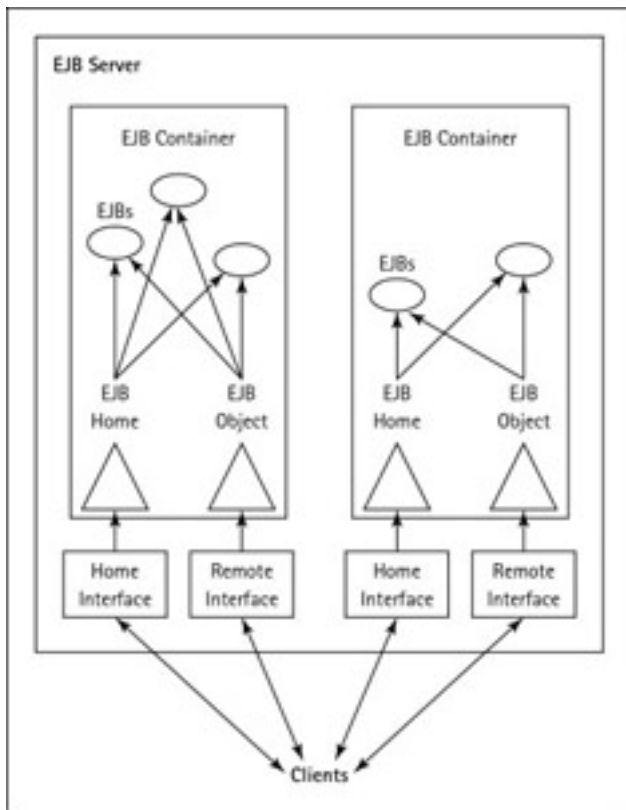 EJB Server
EJB Container
EJB Container
EJBs
EJBs
EJB
Home
EJB
Object
EJB
Home
EJB
Object
Home
Interface
Remote
Interface
Home
Interface
Remote
Interface
Clients